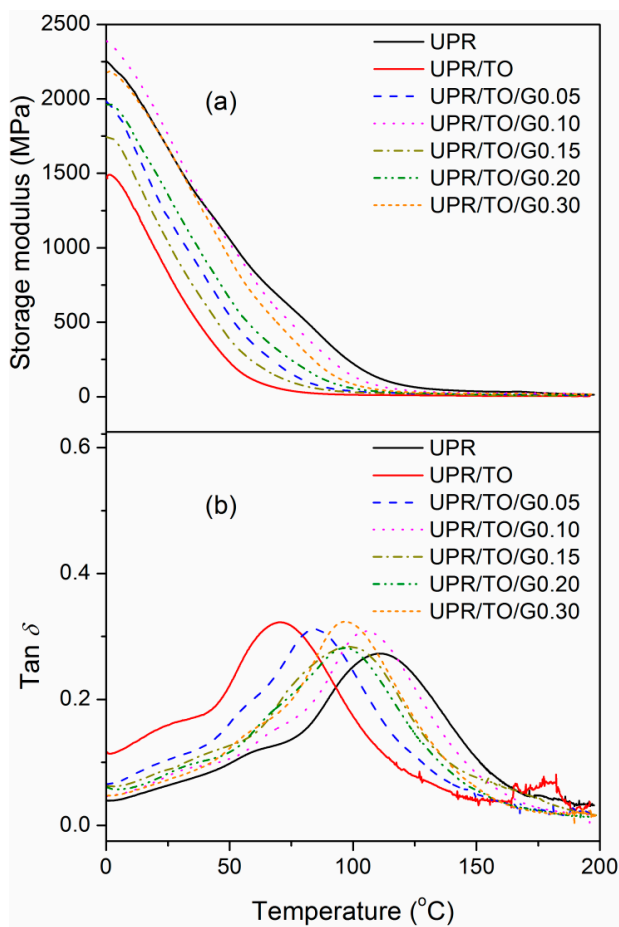 2500
2000
1500
1000
500
0
Storage modulus (MPa)
(a)
UPR
UPR/TO
UPR/TO/G0.05
UPR/TO/G0.10
UPR/TO/G0.15
UPR/TO/G0.20
UPR/TO/G0.30
0.6
0.4
0.2
0.0
Tan δ
(b)
UPR
UPR/TO
UPR/TO/G0.05
UPR/TO/G0.10
UPR/TO/G0.15
UPR/TO/G0.20
UPR/TO/G0.30
0 50 100 150 200
Temperature (°C)